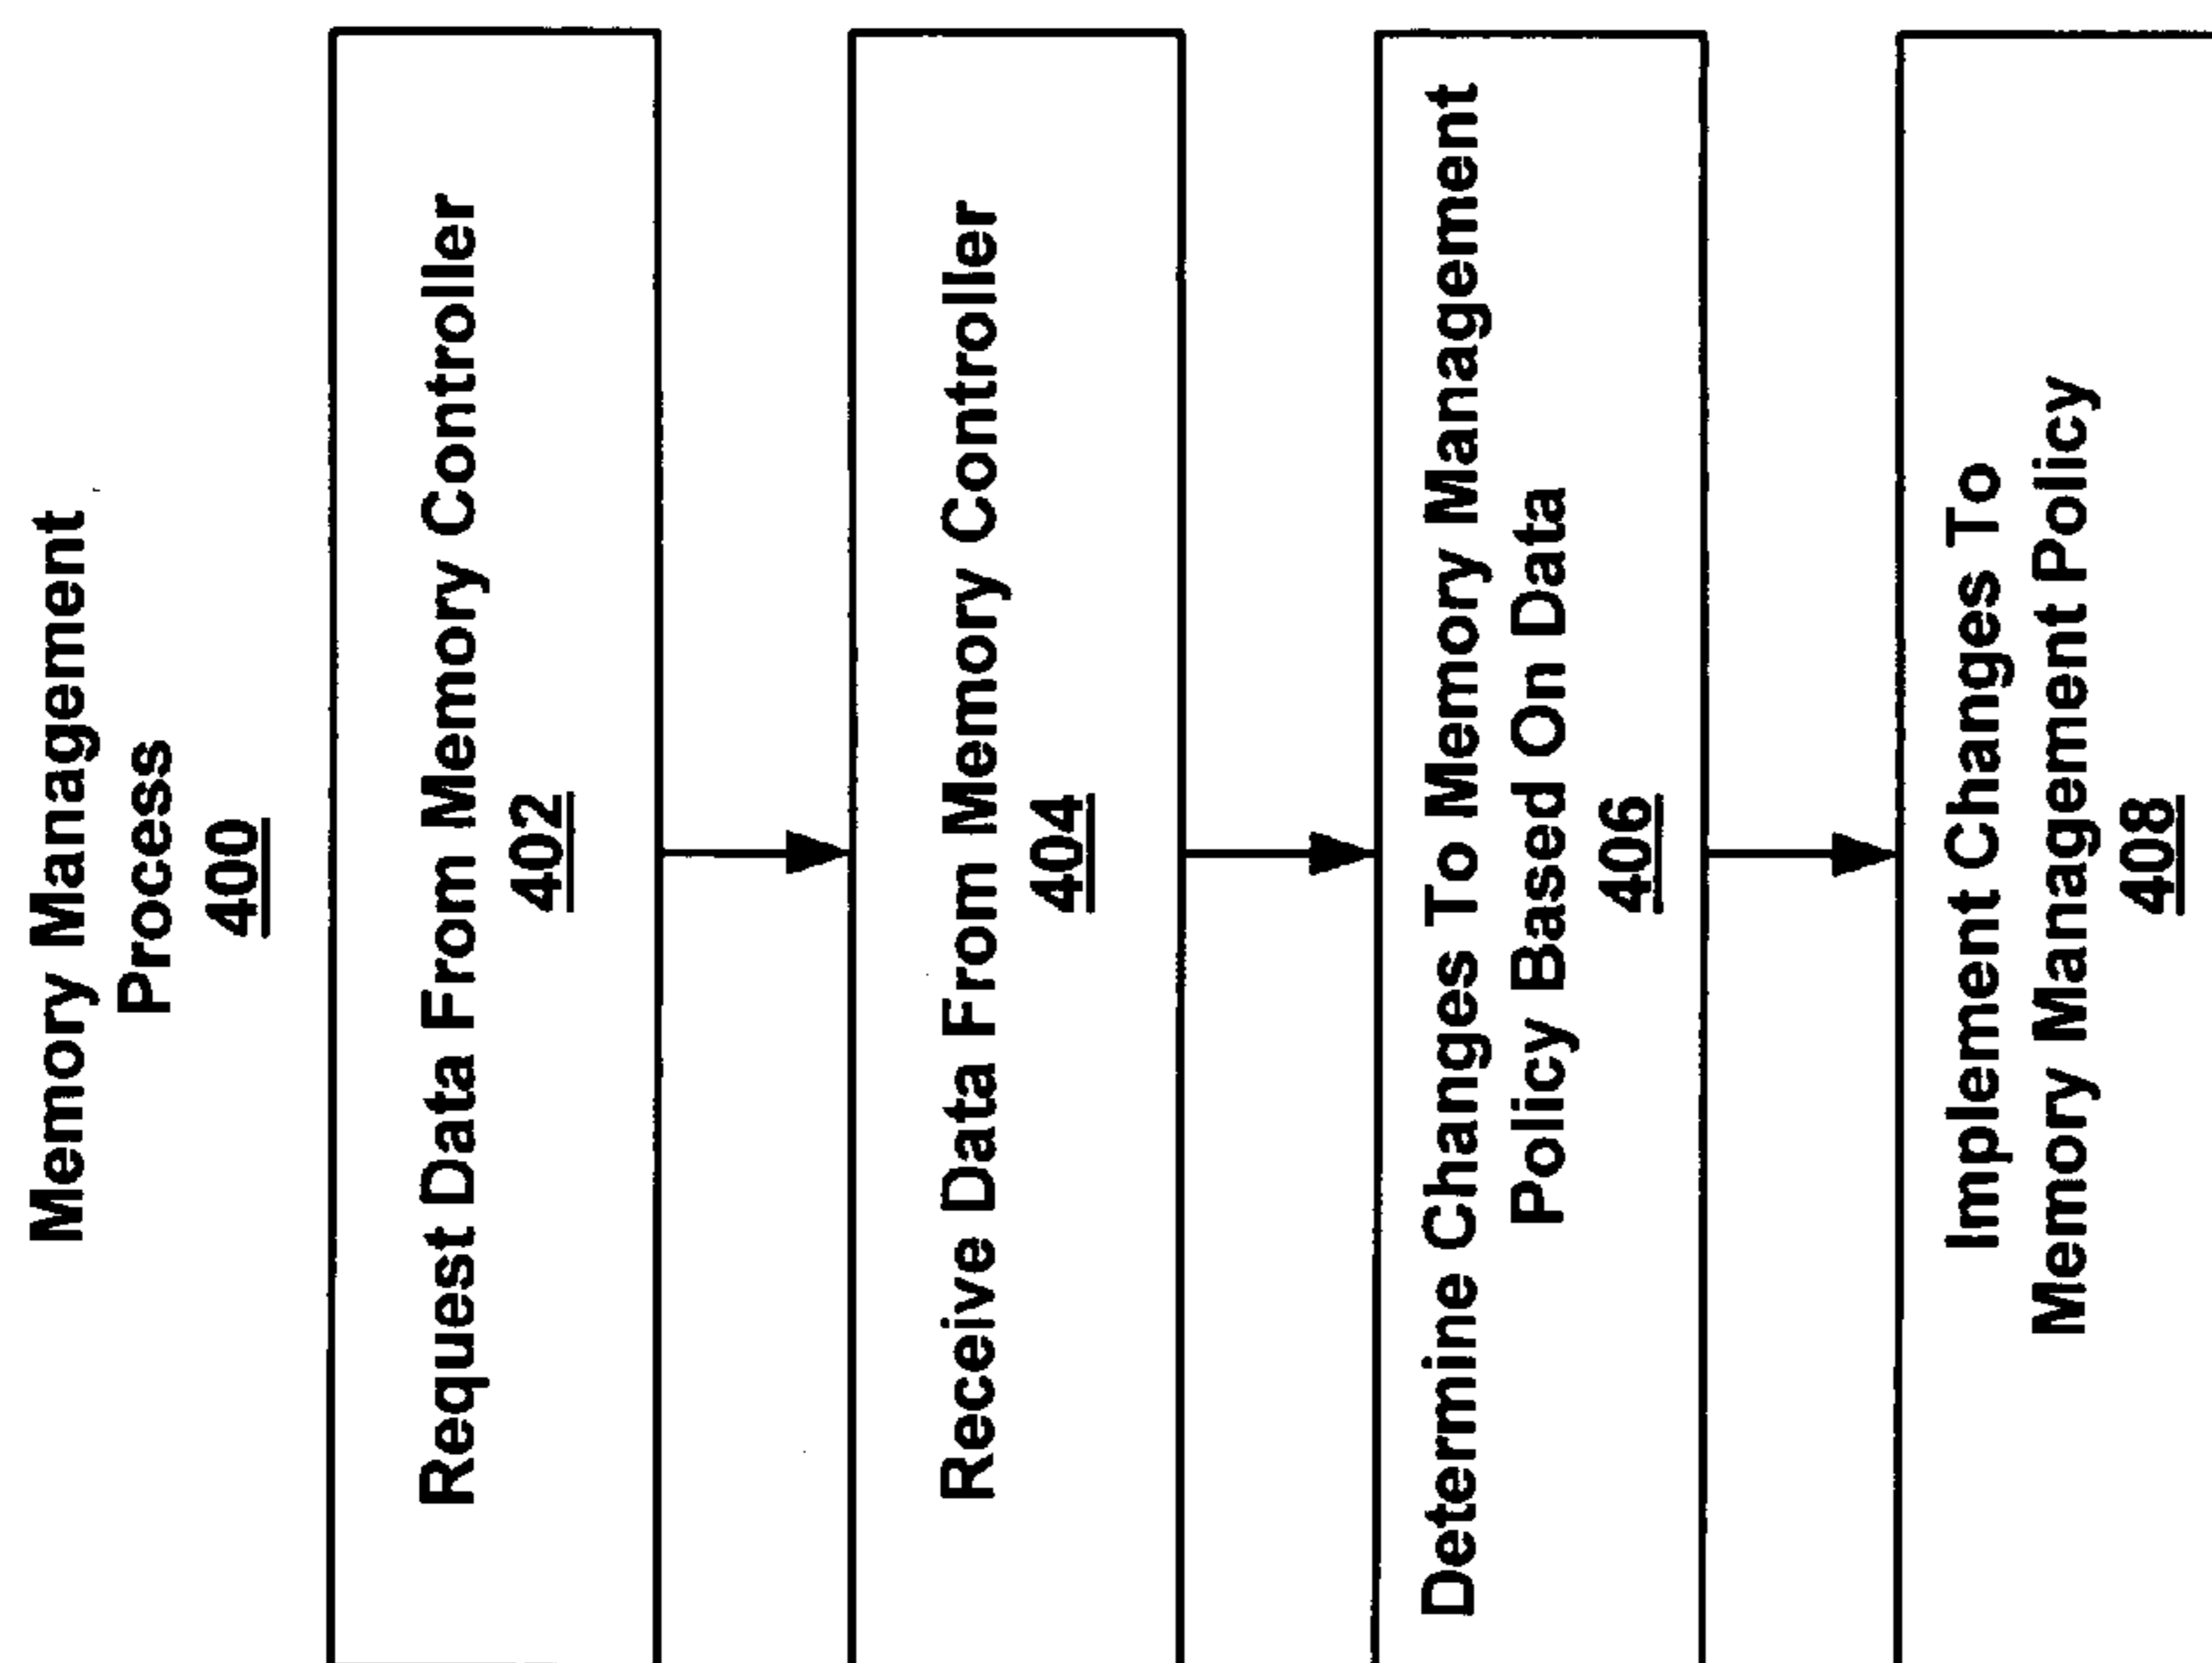 Memory Management
Process
400
Request Data From Memory Controller
402
Receive Data From Memory Controller
404
Determine Changes To Memory Management
Policy Based On Data
406
Implement Changes To
Memory Management Policy
408